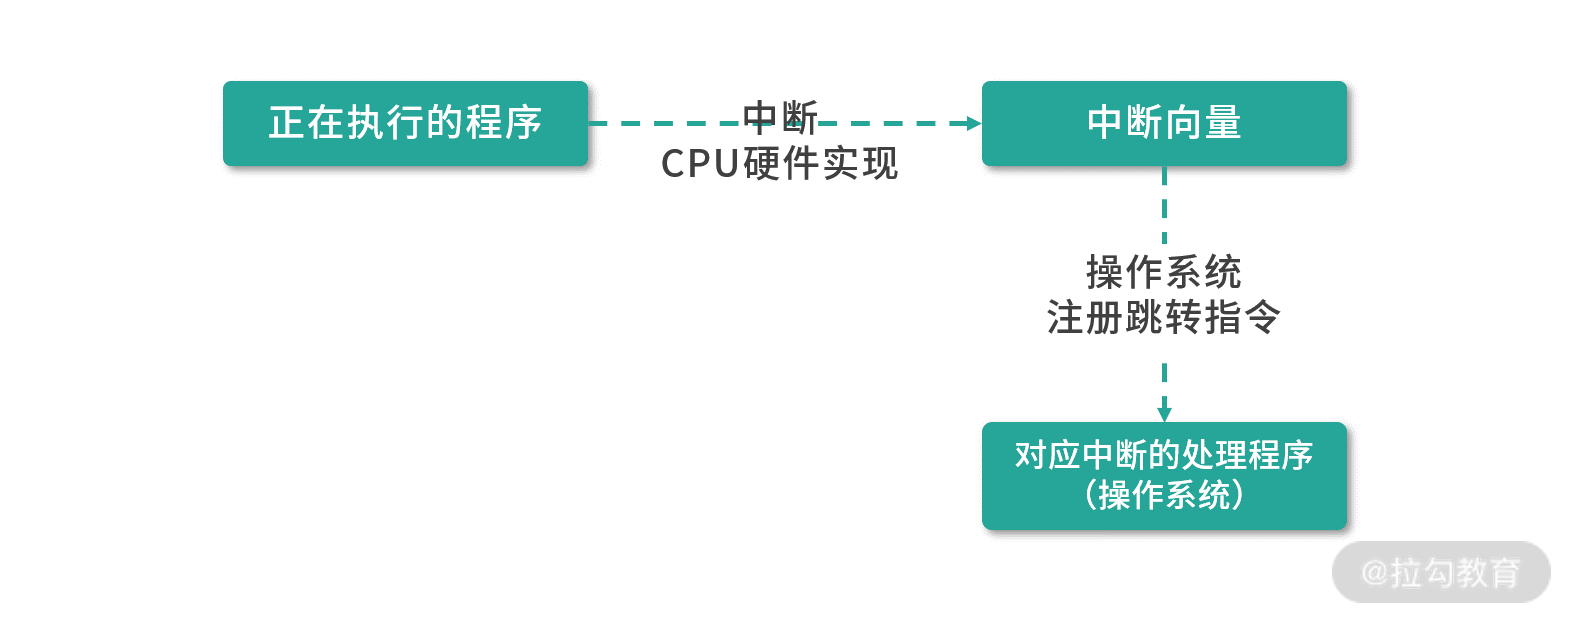 正在执行的程序
中断
CPU硬件实现
中断向量
操作系统
注册跳转指令
对应中断的处理程序
（操作系统）
@拉勾教育